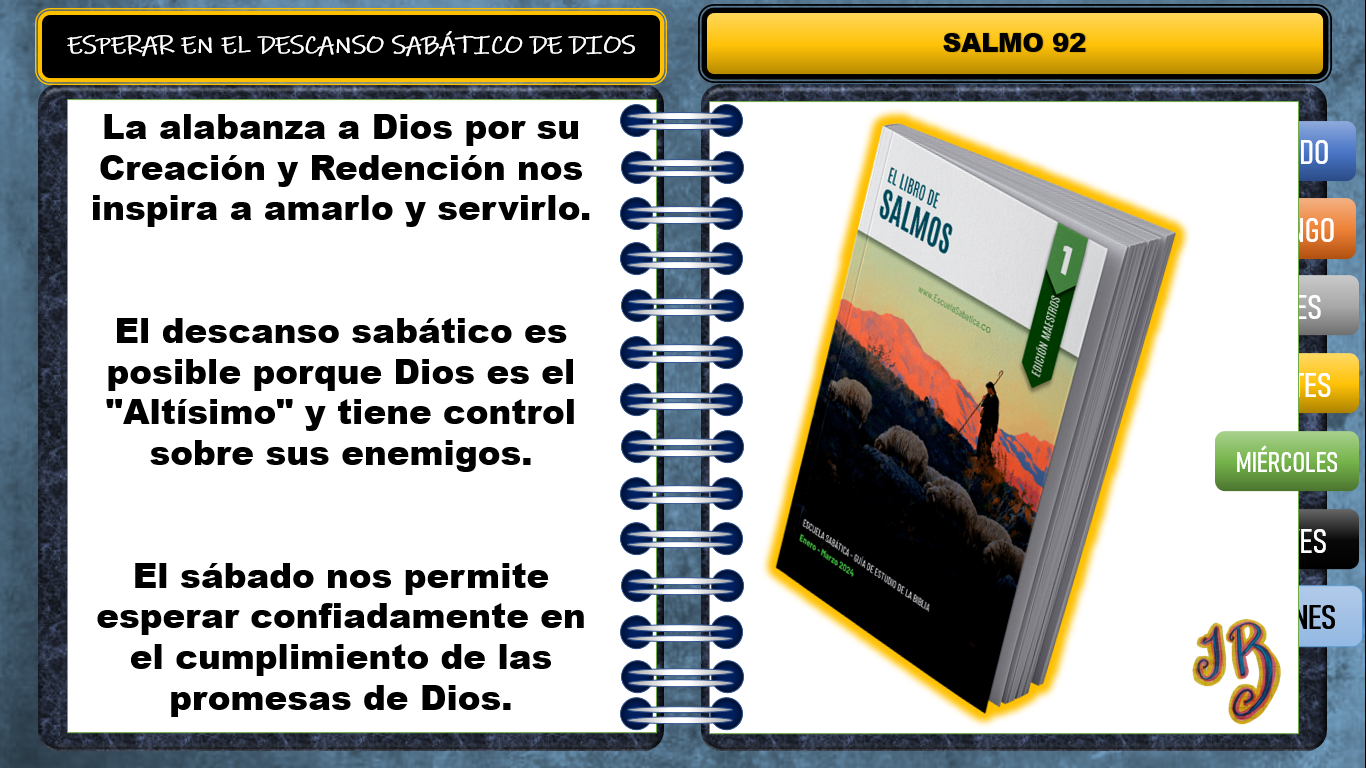 ESPERAR EN EL DESCANSO SABÁTICO DE DIOS
SALMO 92
La alabanza a Dios por su
Creación y Redención nos
inspira a amarlo y servirlo.
El descanso sabático es
posible porque Dios es el
"Altísimo" y tiene control
sobre sus enemigos.
El sábado nos permite
esperar confiadamente en
el cumplimiento de las
promesas de Dios.
EL LIBRO DE
SALMOS
1
EDICIÓN MAESTROS
www.EscuelaSabatica.co
ESCUELA SABÁTICA - GUÍA DE ESTUDIO DE LA BIBLIA
Enero - Marzo 2024
DO
NGO
ES
TES
MIÉRCOLES
VES
NES
JB